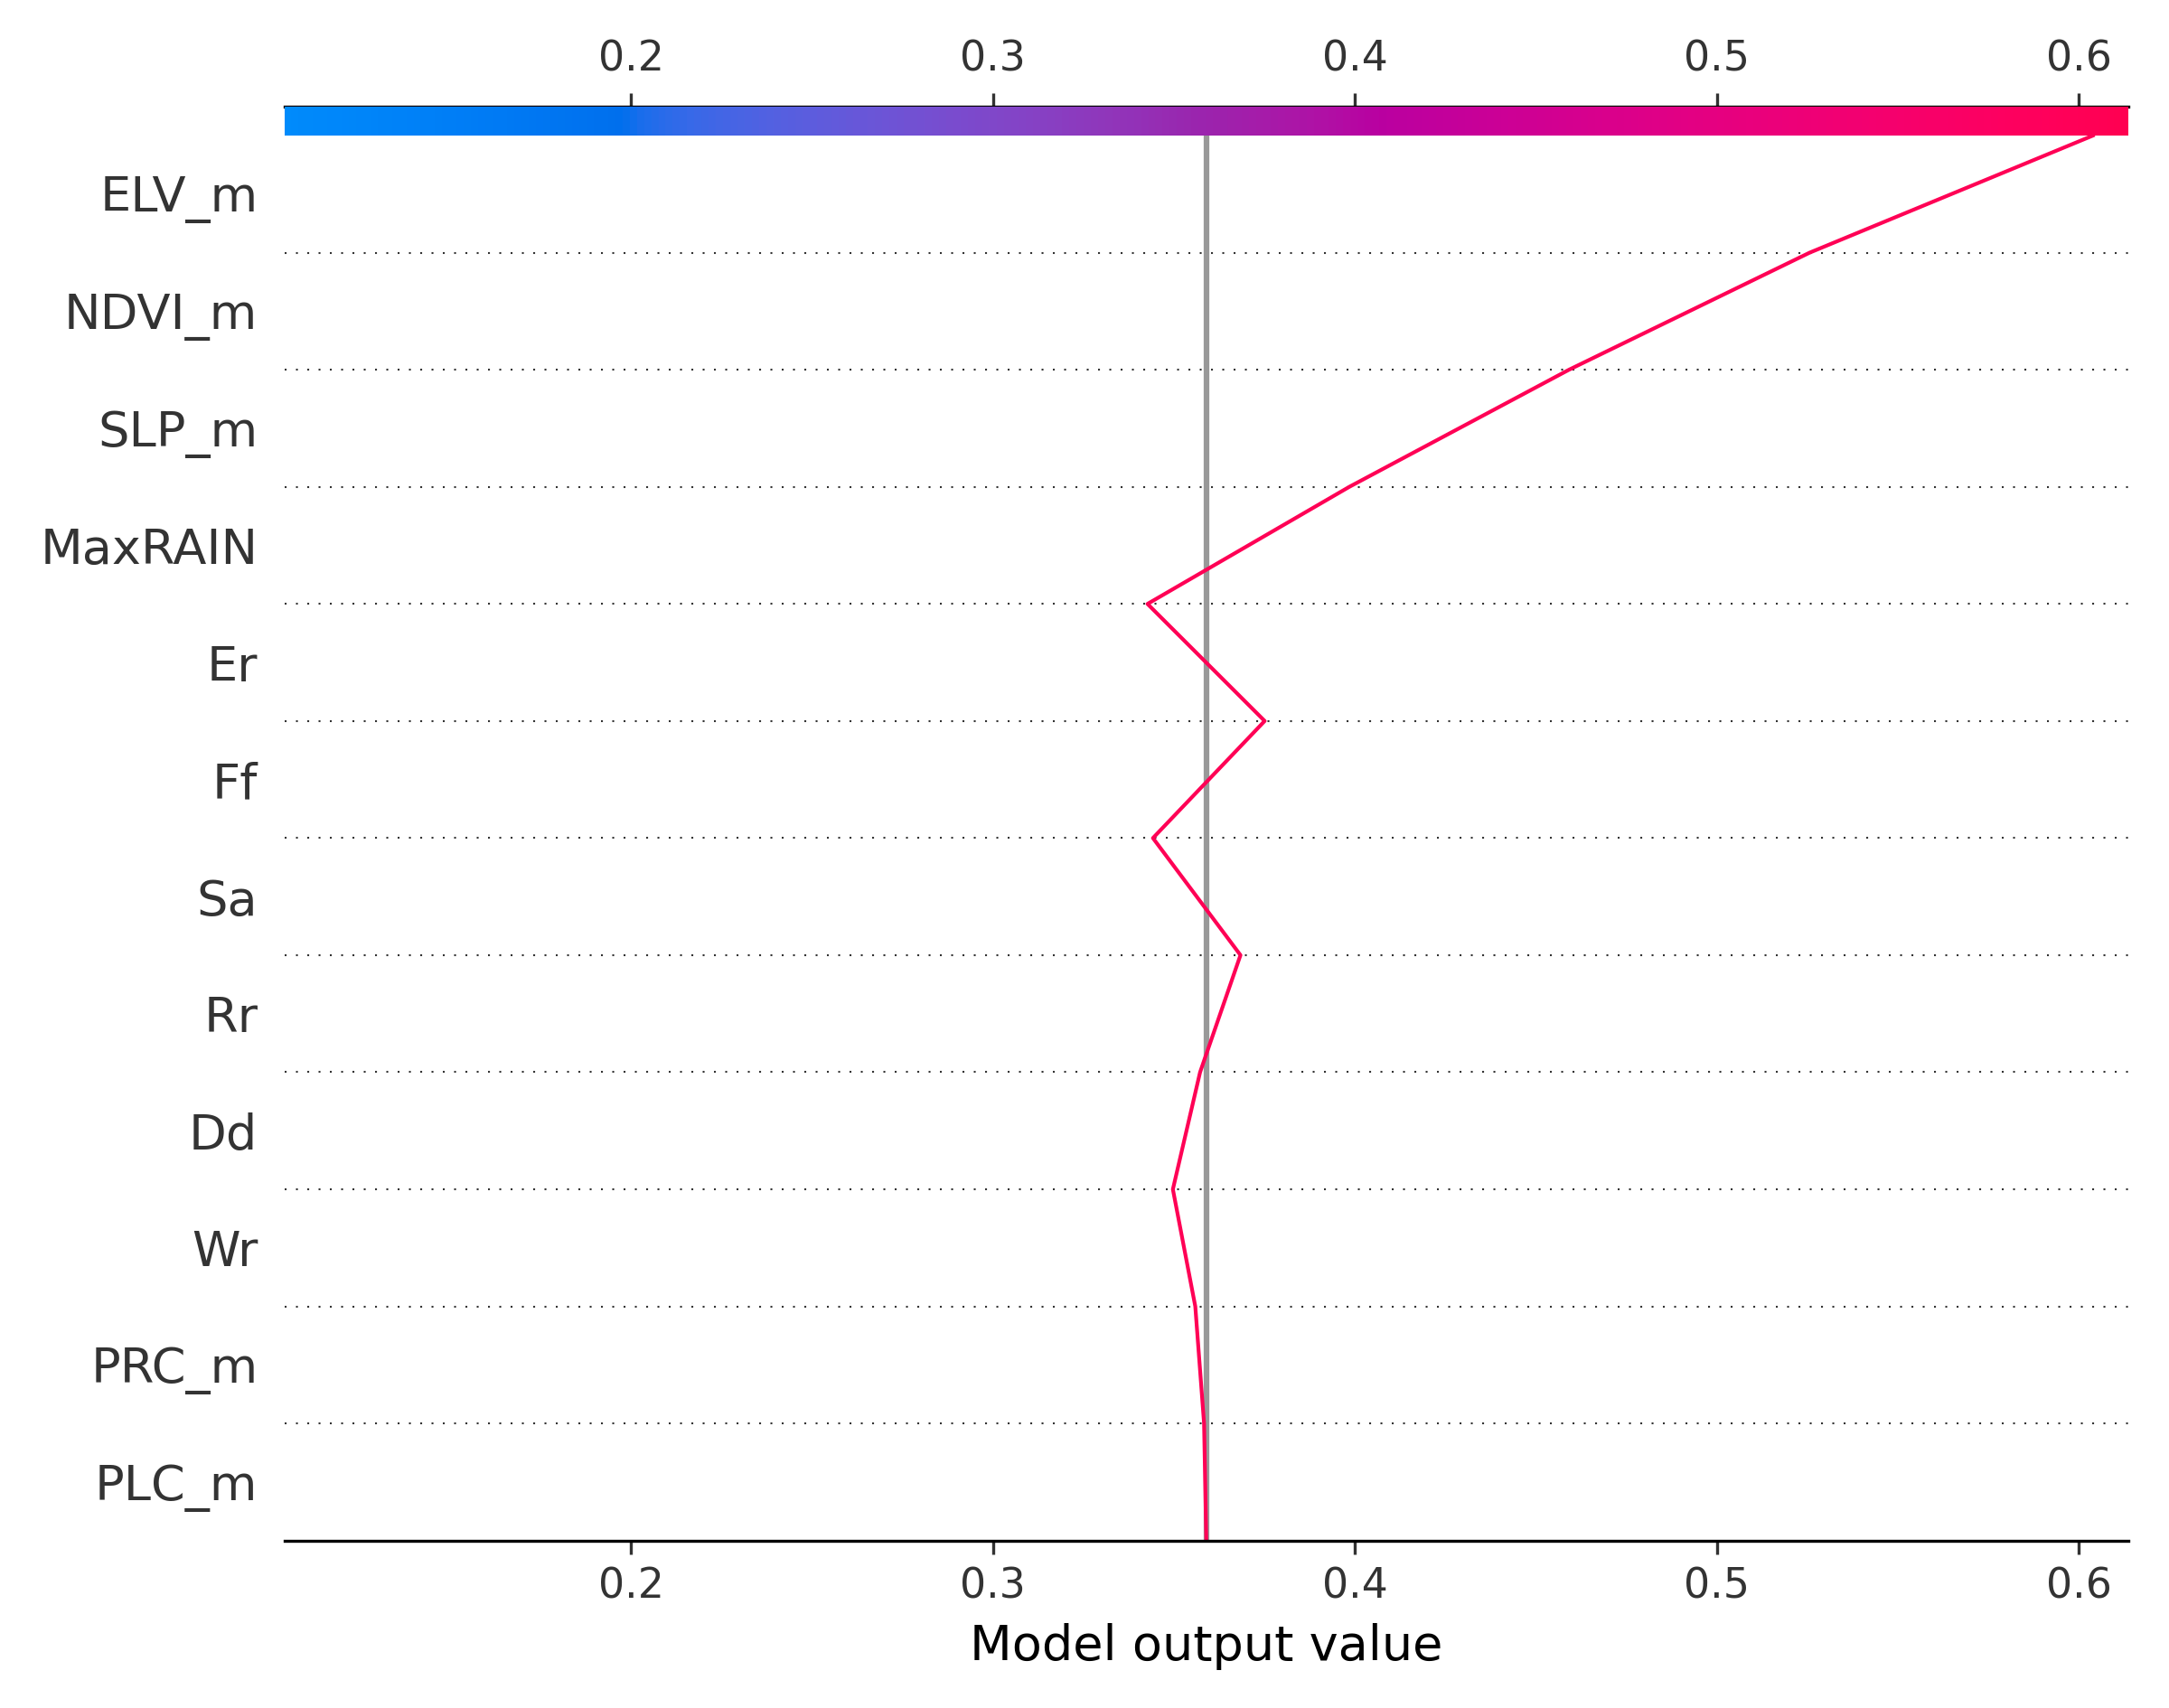 0.2 0.3 0.4 0.5 0.6
ELV_m
NDVI_m
SLP_m
MaxRAIN
Er
Ff
Sa
Rr
Dd
Wr
PRC_m
PLC_m
0.2 0.3 0.4 0.5 0.6
Model output value